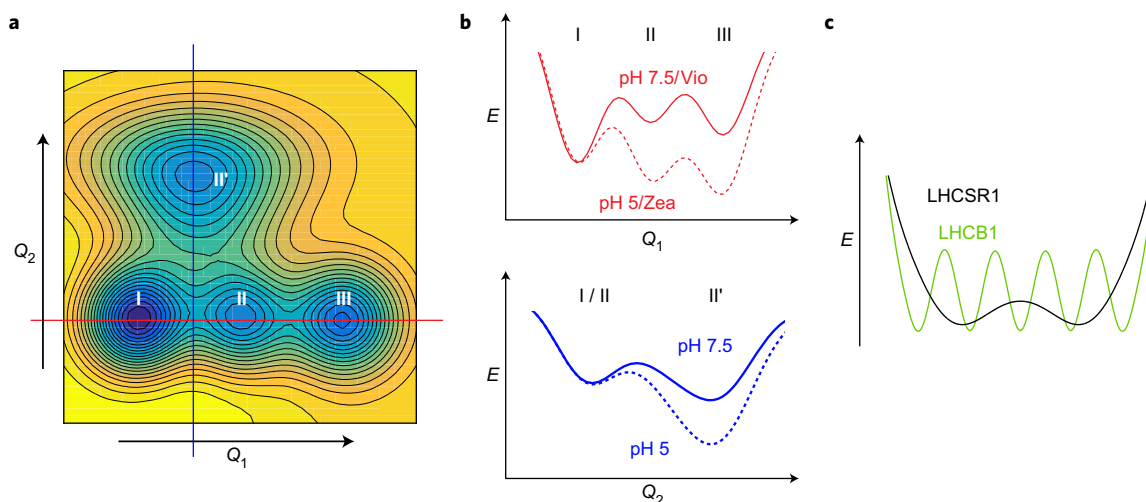 a
II'
Q2
I
II
III
Q1
b
I
II
III
pH 7.5/Vio
E
pH 5/Zea
Q1
I / II
II'
pH 7.5
E
pH 5
Q2
c
LHCSR1
LHCB1
E